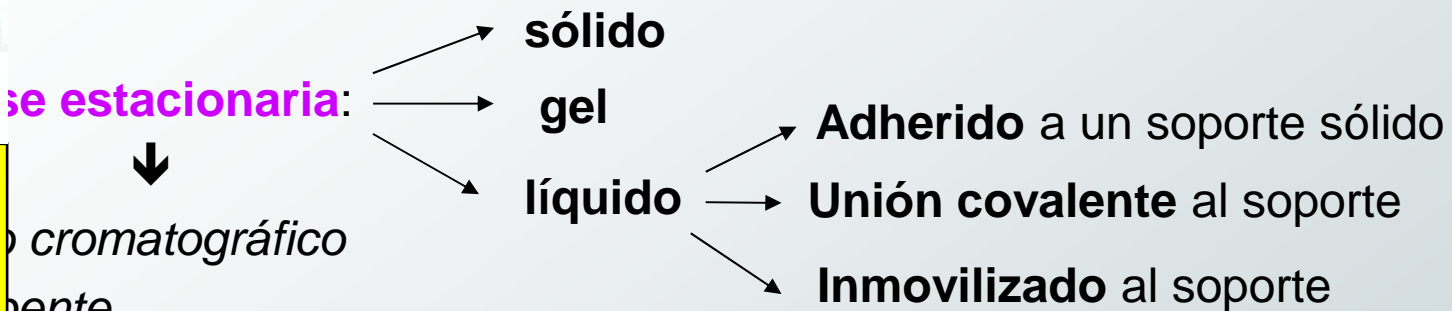 sólido
se estacionaria:
gel
Adherido a un soporte sólido
líquido
Unión covalente al soporte
cromatográfico
Inmovilizado al soporte